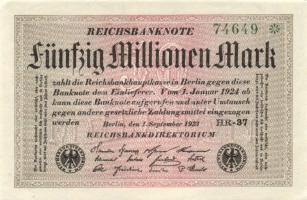 REICHSBANKNOTE
74649 *
Fünfzig Millionen Mark
zahlt die Reichsbankhauptkasse in Berlin gegen diese
Banknote dem Einlieferer. Vom 1. Januar 1924 ab
kann diese Banknote aufgerufen und unter Umtausch
gegen andere gesetzliche Zahlungsmittel eingezogen
werden
Berlin, den 1. September 1923
HR-37
REICHSBANKDIREKTORIUM